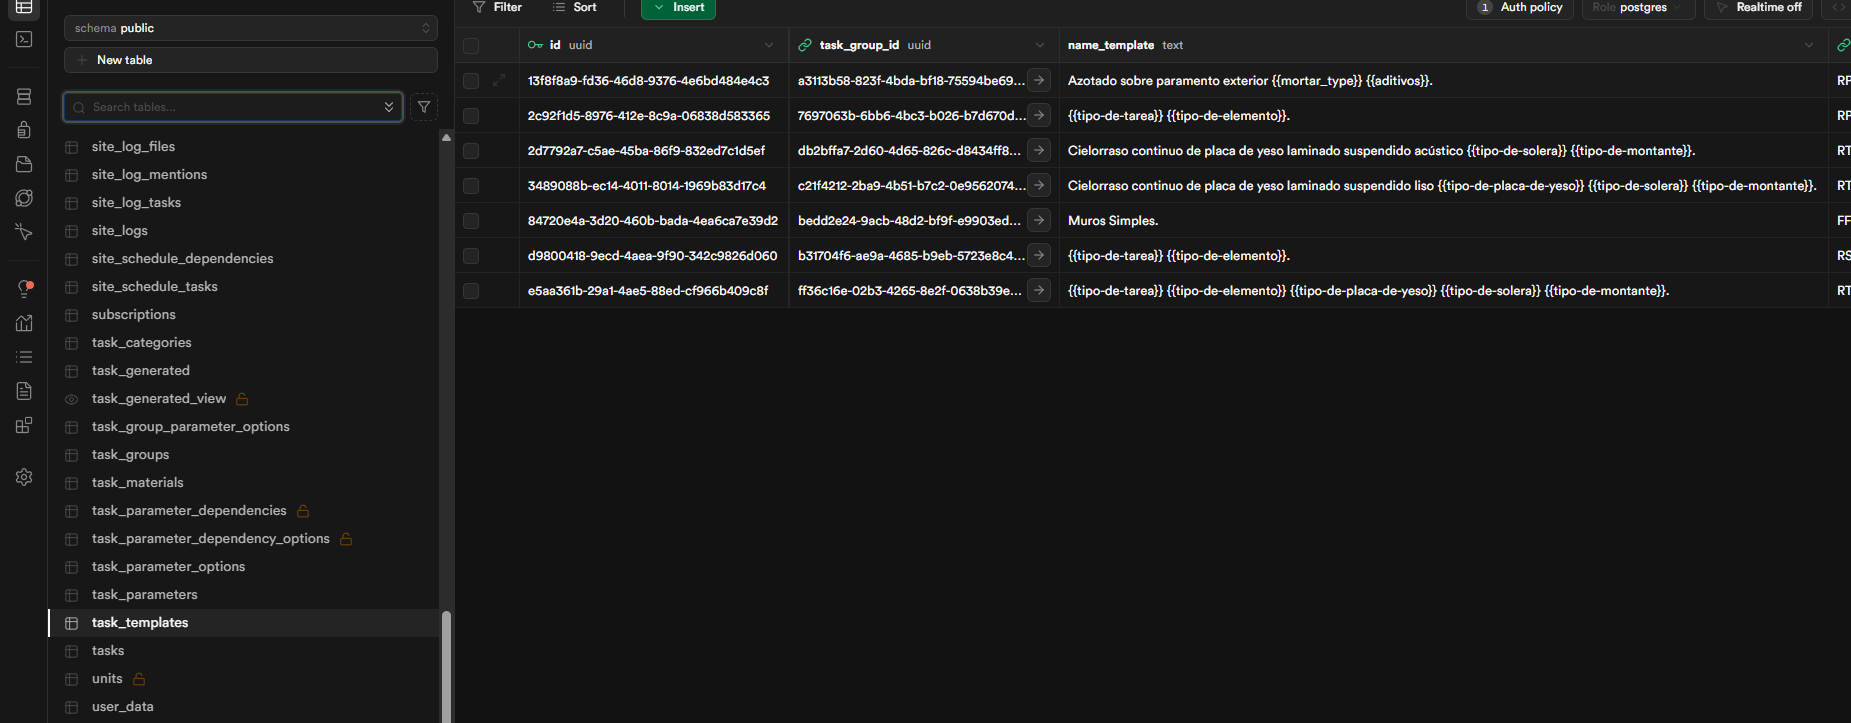 schema public
New table
Search tables...
site_log_files
site_log_mentions
site_log_tasks
site_logs
site_schedule_dependencies
site_schedule_tasks
subscriptions
task_categories
task_generated
task_generated_view
task_group_parameter_options
task_groups
task_materials
task_parameter_dependencies
task_parameter_dependency_options
task_parameter_options
task_parameters
task_templates
tasks
units
user_data
Filter Sort Insert 1 Auth policy Role postgres Realtime off
id uuid task_group_id uuid name_template text
13f8f8a9-fd36-46d8-9376-4e6bd484e4c3 a3113b58-823f-4bda-bf18-75594be69... Azotado sobre paramento exterior {{mortar_type}} {{aditivos}}. RP
2c92f1d5-8976-412e-8c9a-06838d583365 7697063b-6bb6-4bc3-b026-b7d670d... {{tipo-de-tarea}} {{tipo-de-elemento}}. RP
2d7792a7-c5ae-45ba-86f9-832ed7c1d5ef db2bffa7-2d60-4d65-826c-d8434ff8... Cielorraso continuo de placa de yeso laminado suspendido acústico {{tipo-de-solera}} {{tipo-de-montante}}. RT
3489088b-ec14-4011-8014-1969b83d17c4 c21f4212-2ba9-4b51-b7c2-0e9562074... Cielorraso continuo de placa de yeso laminado suspendido liso {{tipo-de-placa-de-yeso}} {{tipo-de-solera}} {{tipo-de-montante}}. RT
84720e4a-3d20-460b-bada-4ea6ca7e39d2 bedd2e24-9acb-48d2-bf9f-e9903ed... Muros Simples. FF
d9800418-9ecd-4aea-9f90-342c9826d060 b31704f6-ae9a-4685-b9eb-5723e8c4... {{tipo-de-tarea}} {{tipo-de-elemento}}. RS
e5aa361b-29a1-4ae5-88ed-cf966b409c8f ff36c16e-02b3-4265-8e2f-0638b39e... {{tipo-de-tarea}} {{tipo-de-elemento}} {{tipo-de-placa-de-yeso}} {{tipo-de-solera}} {{tipo-de-montante}}. RT